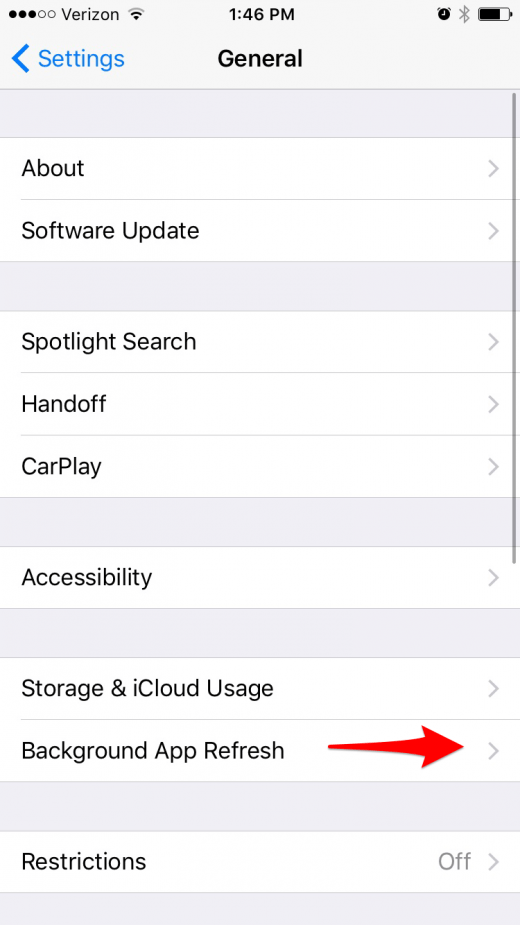 Verizon 1:46 PM
Settings General
About
Software Update
Spotlight Search
Handoff
CarPlay
Accessibility
Storage & iCloud Usage
Background App Refresh
Restrictions Off